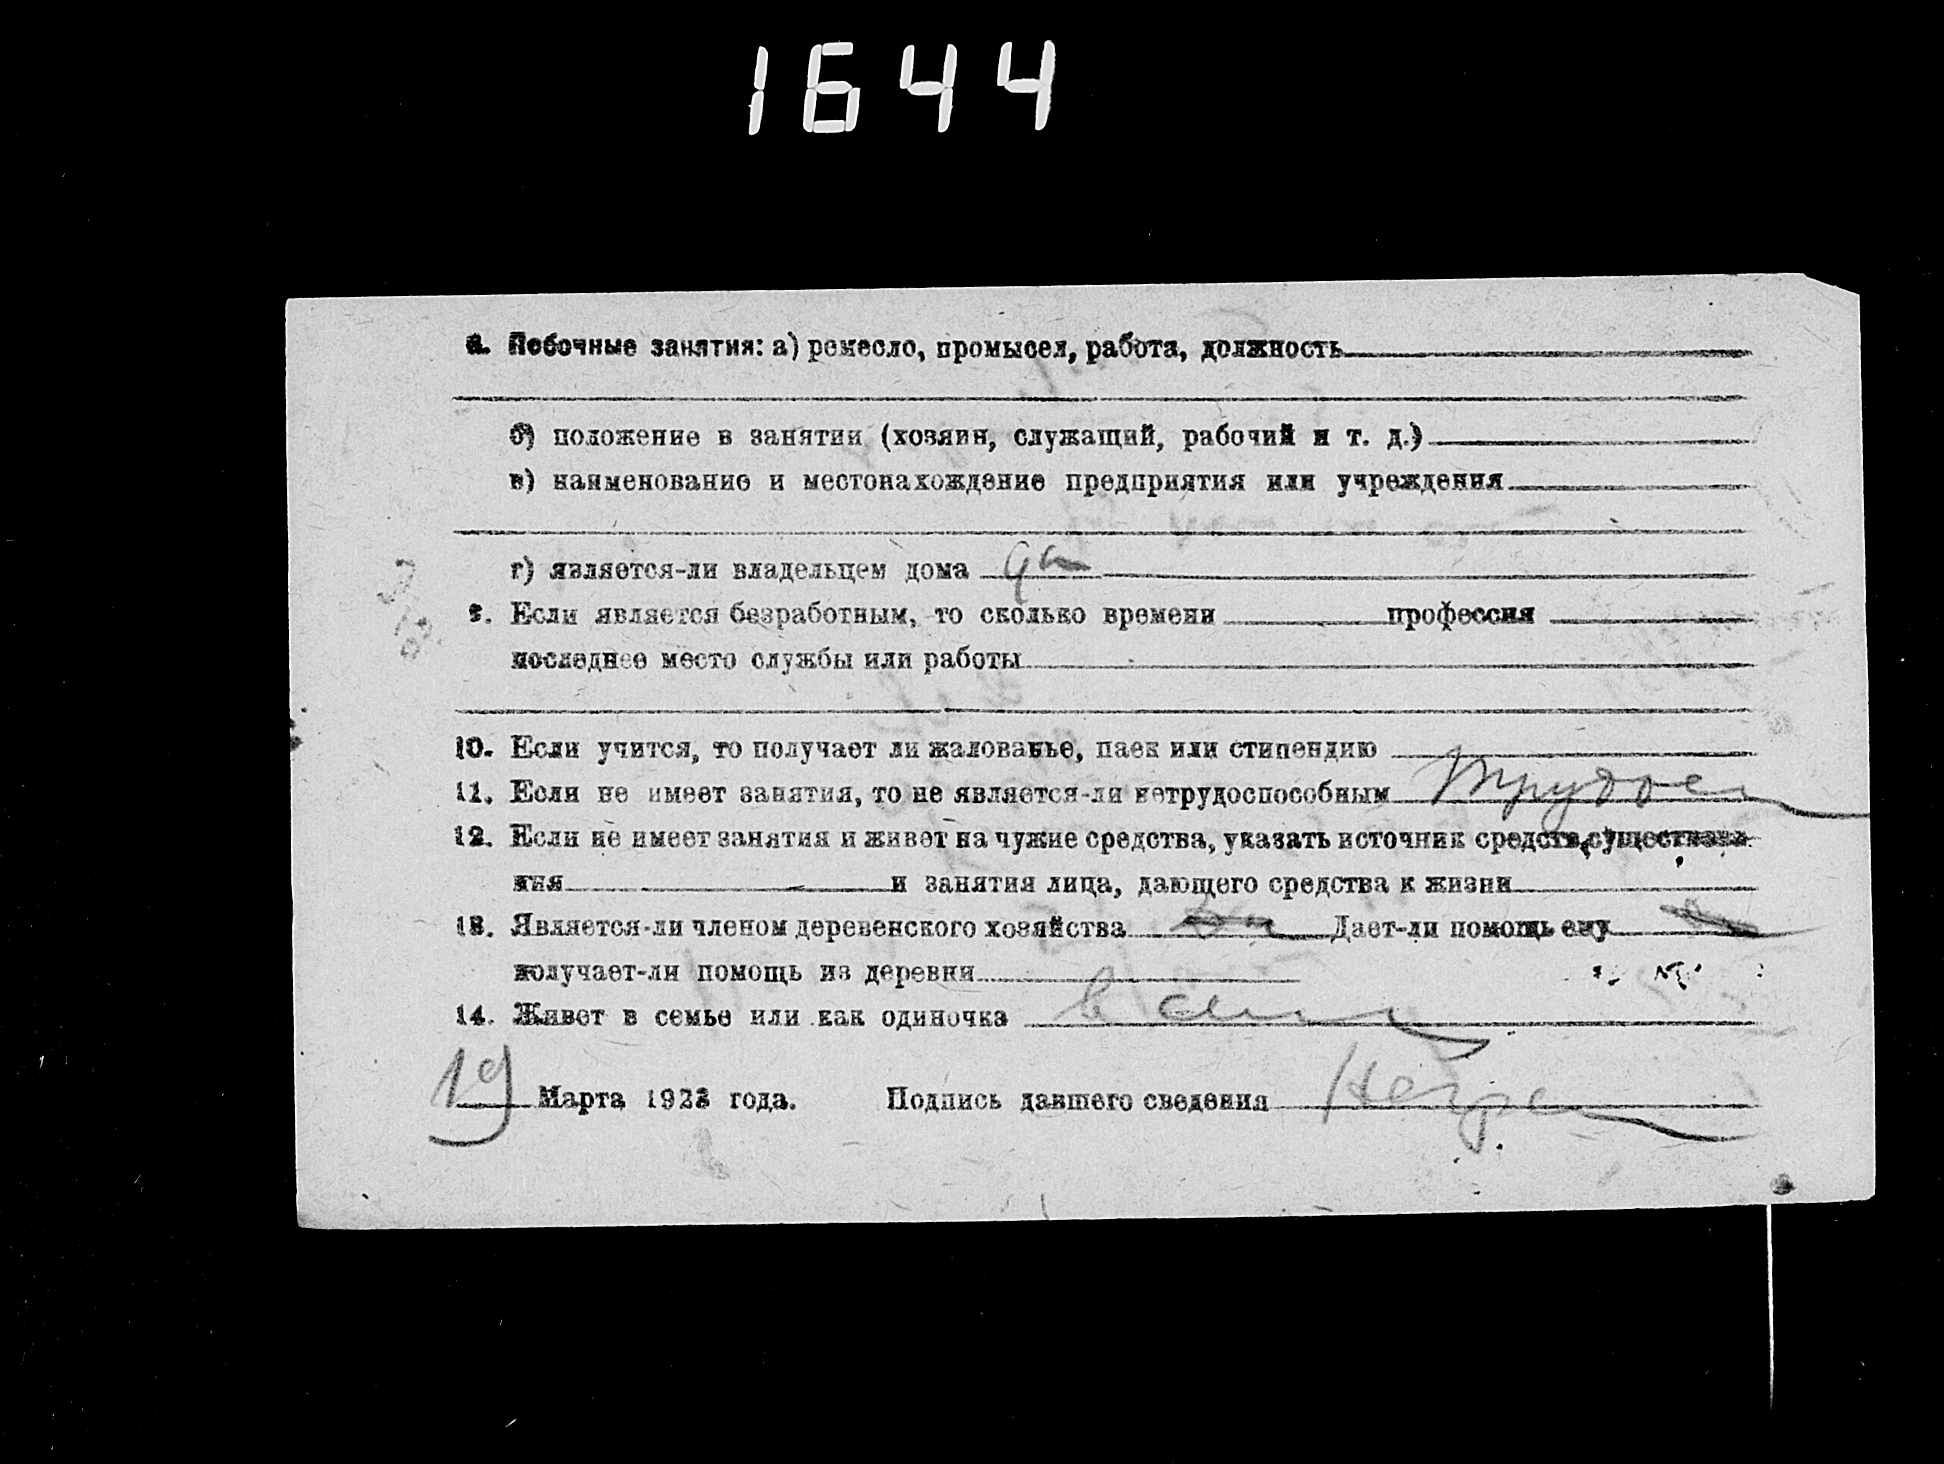 1644
8. Побочные занятия: а) ремесло, промысел, работа, должность
б) положение в занятии (хозяин, служащий, рабочий и т. д.)
в) наименование и местонахождение предприятия или учреждения
г) является-ли владельцем дома да
9. Если является безработным, то сколько времени профессия
последнее место службы или работы
10. Если учится, то получает ли жалованье, паек или стипендию
11. Если не имеет занятия, то не является-ли нетрудоспособным
12. Если не имеет занятия и живет на чужие средства, указать источник средств существова-
ния и занятия лица, дающего средства к жизни
13. Является-ли членом деревенского хозяйства Дает-ли помощь ему
получает-ли помощь из деревни
14. Живет в семье или как одиночка в
19 Марта 1923 года. Подпись давшего сведения